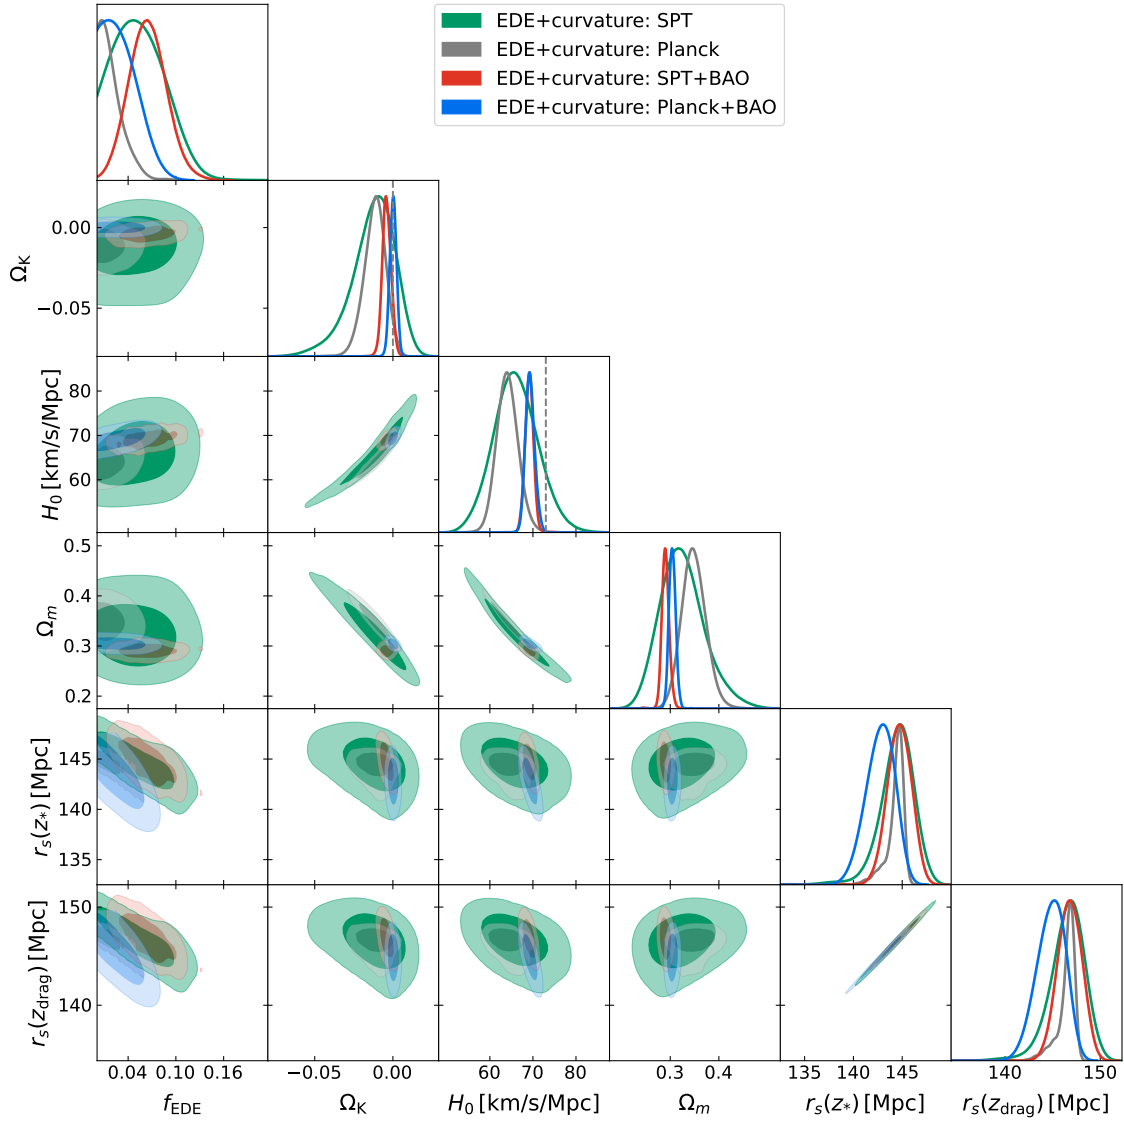 EDE+curvature: SPT
EDE+curvature: Planck
EDE+curvature: SPT+BAO
EDE+curvature: Planck+BAO
0.00
−0.05
Ω_K
80
70
60
H_0 [km/s/Mpc]
0.5
0.4
0.3
0.2
Ω_m
145
140
135
r_s(z_*) [Mpc]
150
140
r_s(z_drag) [Mpc]
0.04 0.10 0.16
−0.05 0.00
60 70 80
0.3 0.4
135 140 145
140 150
f_EDE
Ω_K
H_0 [km/s/Mpc]
Ω_m
r_s(z_*) [Mpc]
r_s(z_drag) [Mpc]